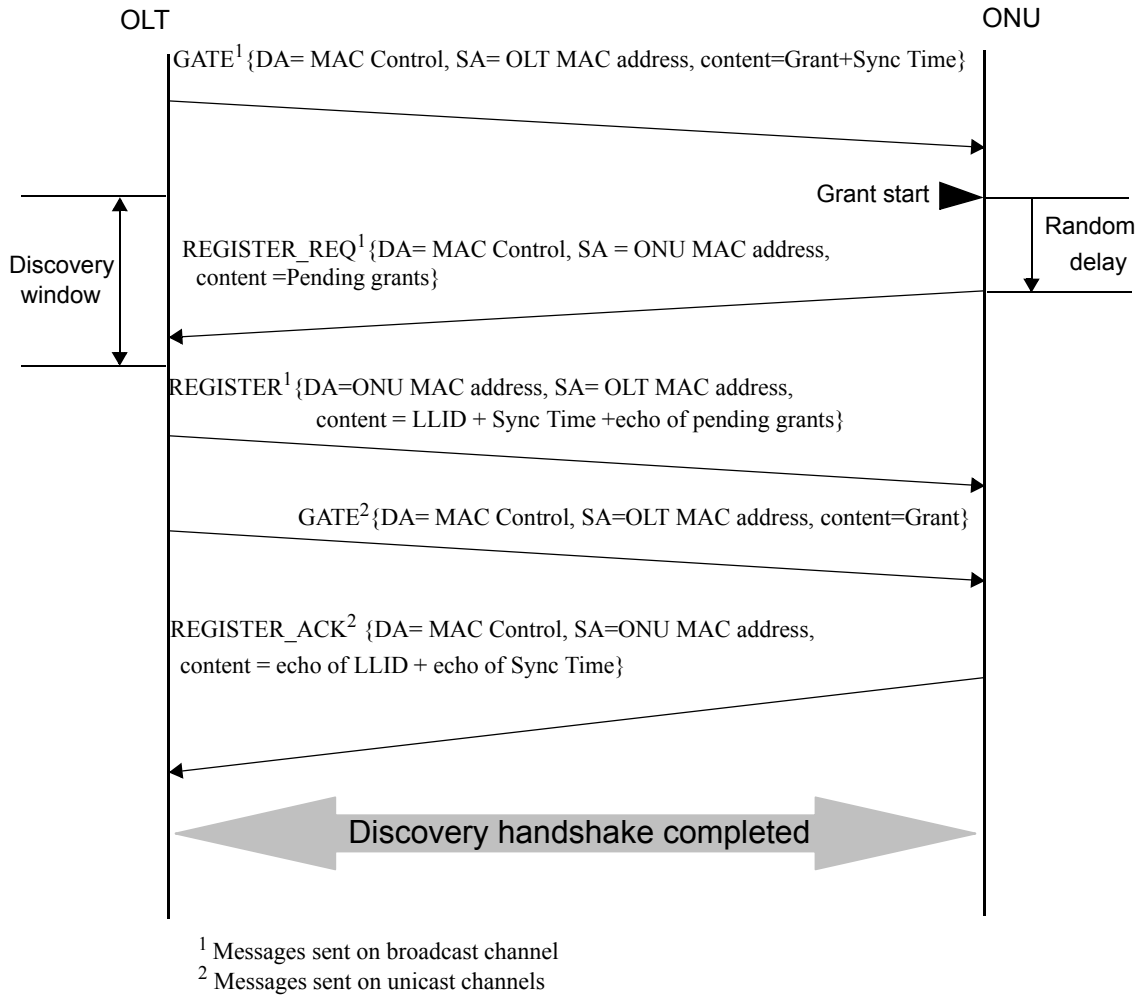 OLT
ONU
GATE¹{DA= MAC Control, SA= OLT MAC address, content=Grant+Sync Time}
Grant start
Random
delay
REGISTER_REQ¹{DA= MAC Control, SA = ONU MAC address,
content =Pending grants}
Discovery
window
REGISTER¹{DA=ONU MAC address, SA= OLT MAC address,
content = LLID + Sync Time +echo of pending grants}
GATE²{DA= MAC Control, SA=OLT MAC address, content=Grant}
REGISTER_ACK² {DA= MAC Control, SA=ONU MAC address,
content = echo of LLID + echo of Sync Time}
Discovery handshake completed
¹ Messages sent on broadcast channel
² Messages sent on unicast channels